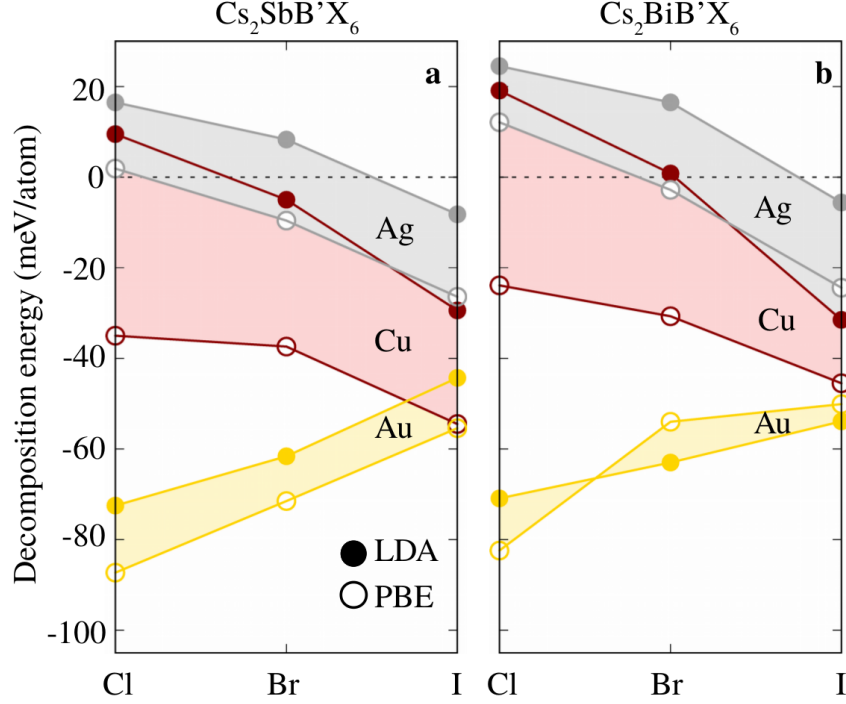 Cs₂SbB’X₆
Cs₂BiB’X₆
a
b
Decomposition energy (meV/atom)
20
0
-20
-40
-60
-80
-100
Ag
Cu
Au
LDA
PBE
Ag
Cu
Au
Cl
Br
I
Cl
Br
I